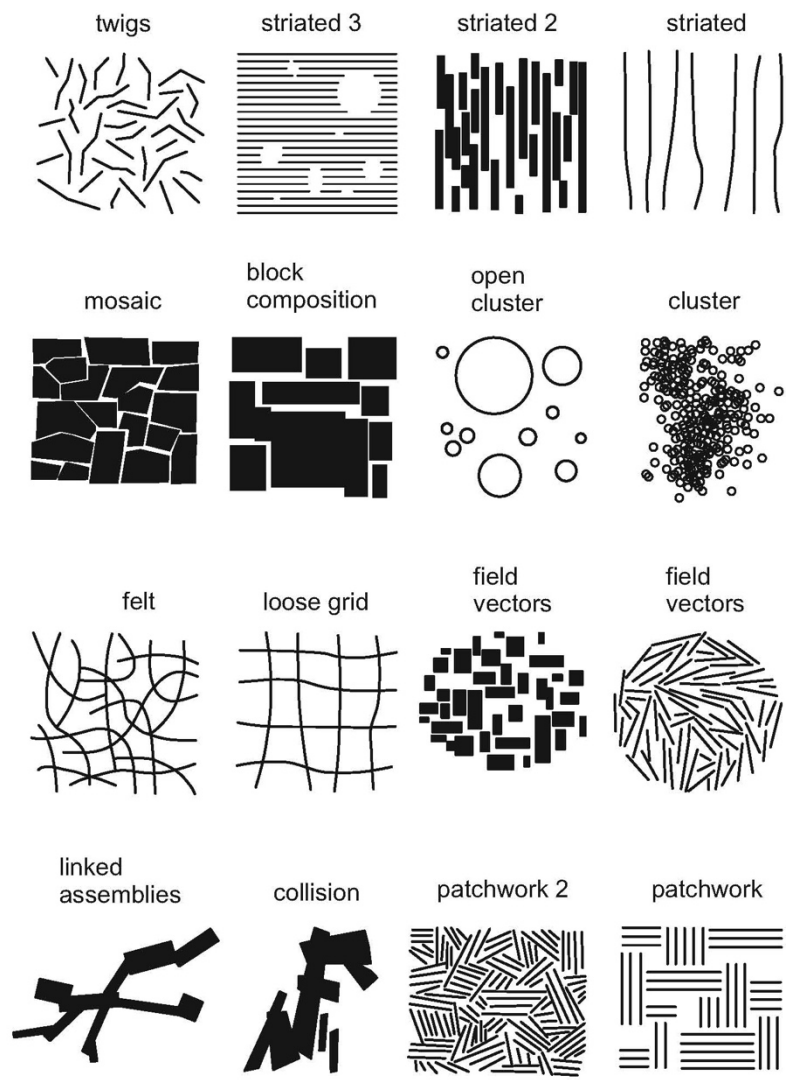 twigs
striated 3
striated 2
striated
mosaic
block
composition
open
cluster
cluster
felt
loose grid
field
vectors
field
vectors
linked
assemblies
collision
patchwork 2
patchwork